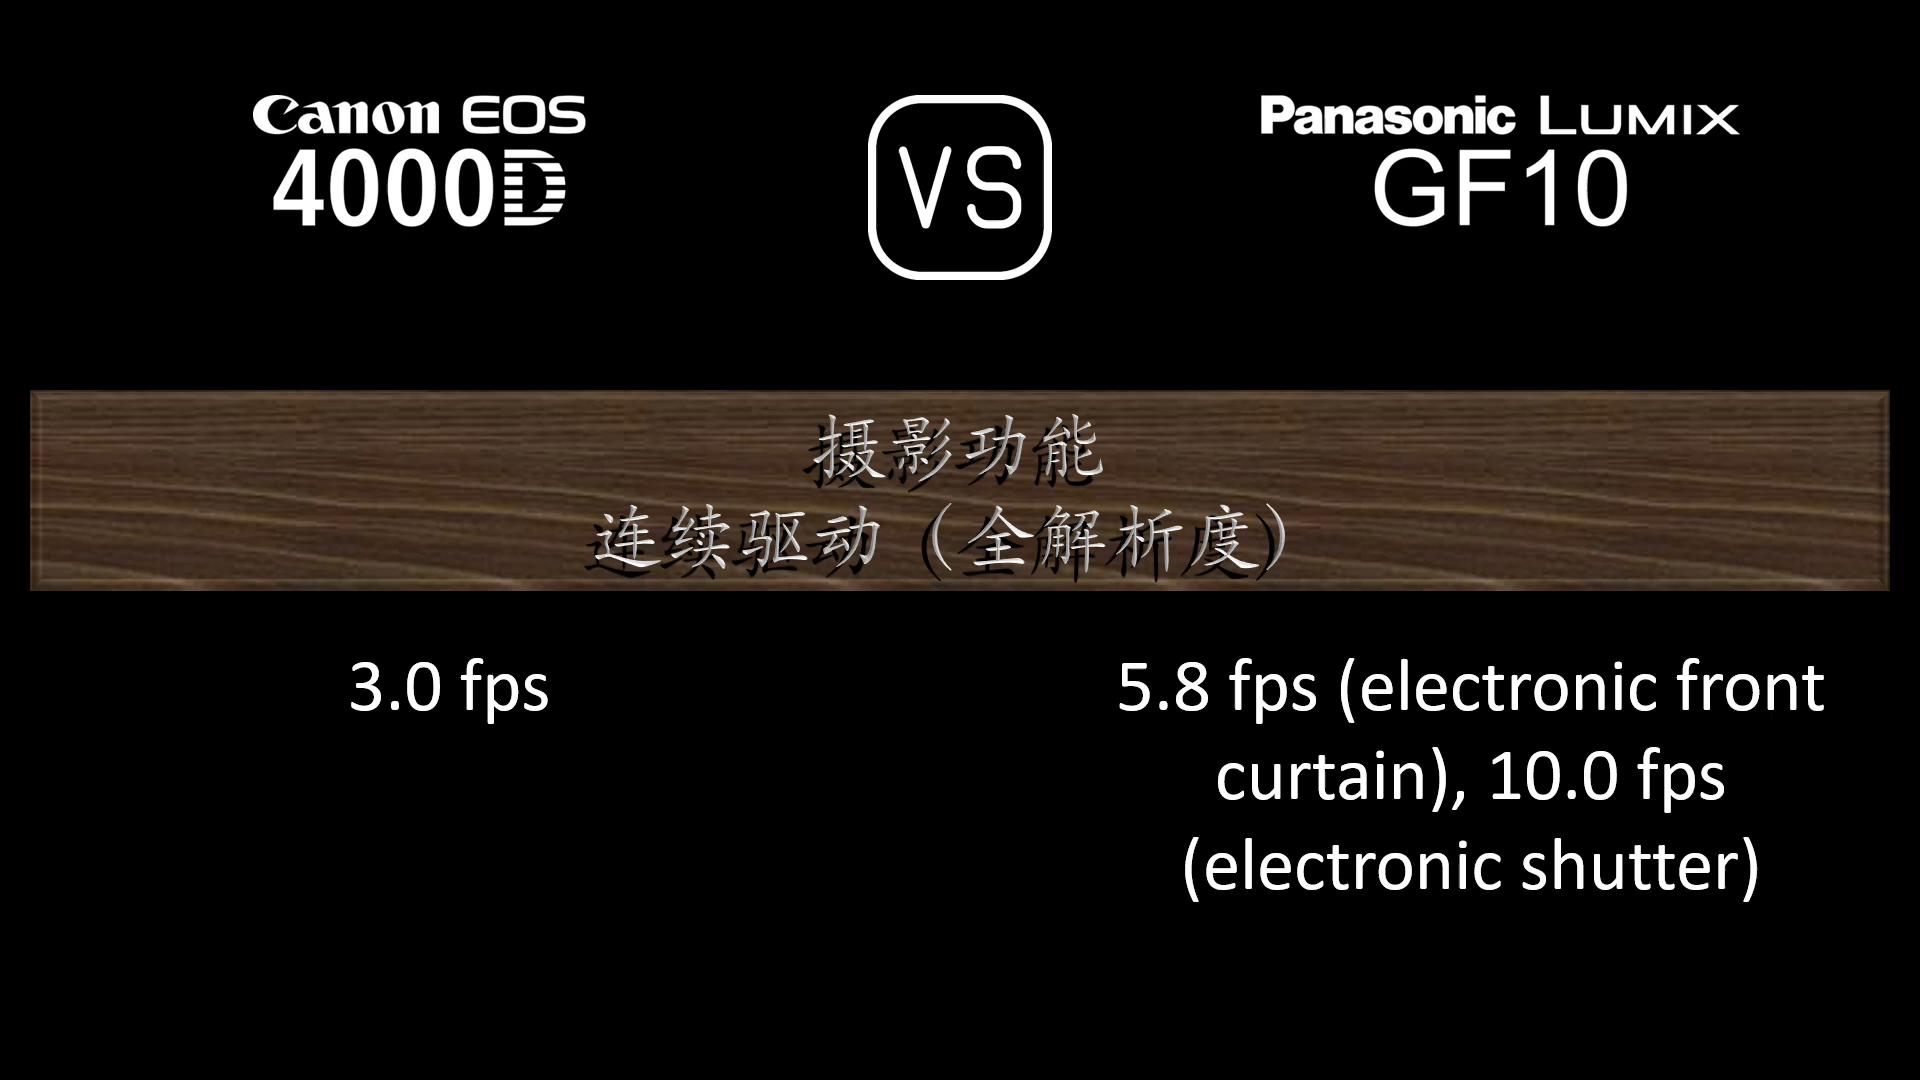 Canon EOS
4000D
VS
Panasonic LUMIX
GF10
摄影功能
连续驱动（全解析度）
3.0 fps
5.8 fps (electronic front
curtain), 10.0 fps
(electronic shutter)